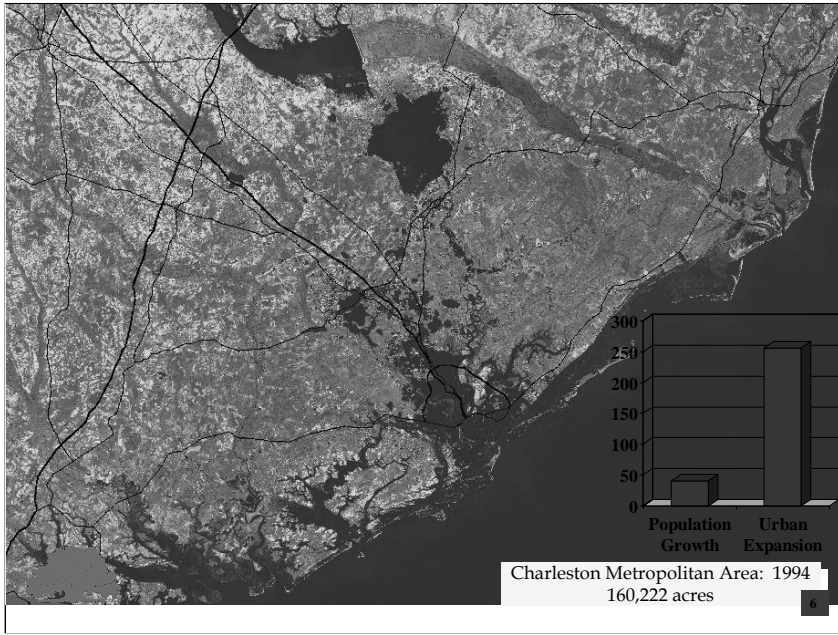 300
250
200
150
100
50
0
Population Urban
Growth Expansion
Charleston Metropolitan Area: 1994
160,222 acres
6